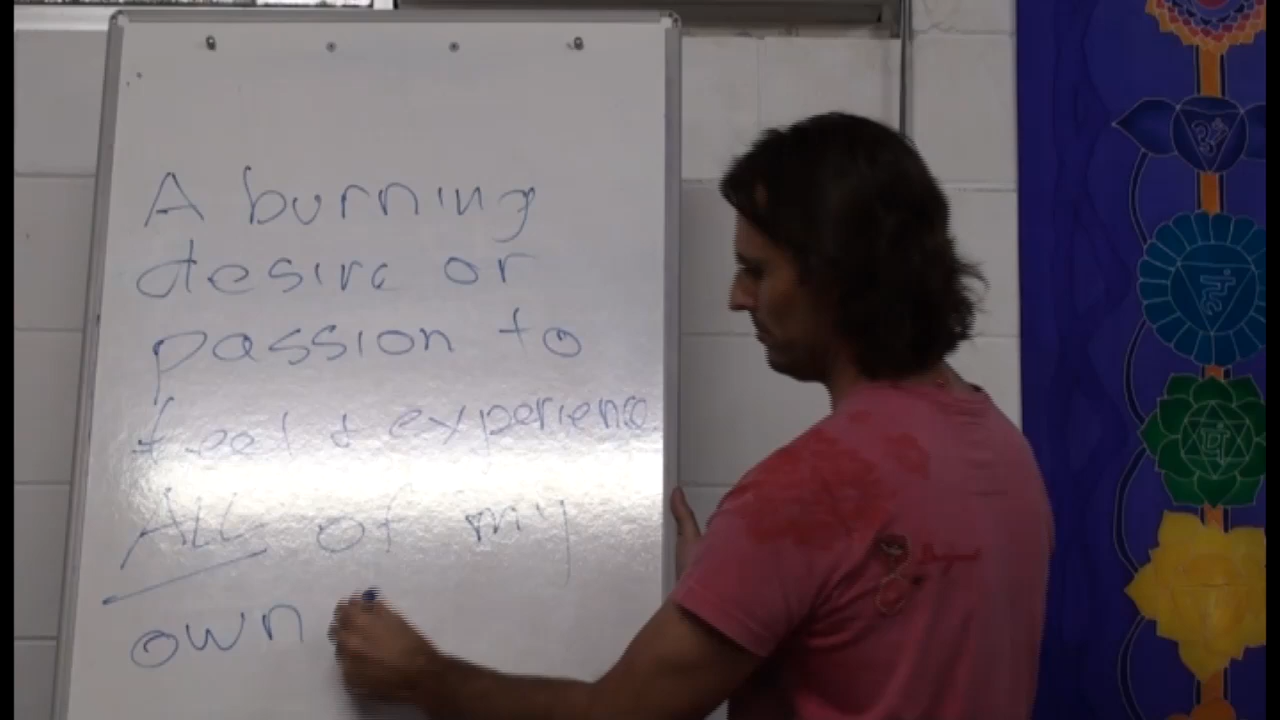 A burning
desire or
passion to
feel & experience
ALL of my
own
ॐ
हं